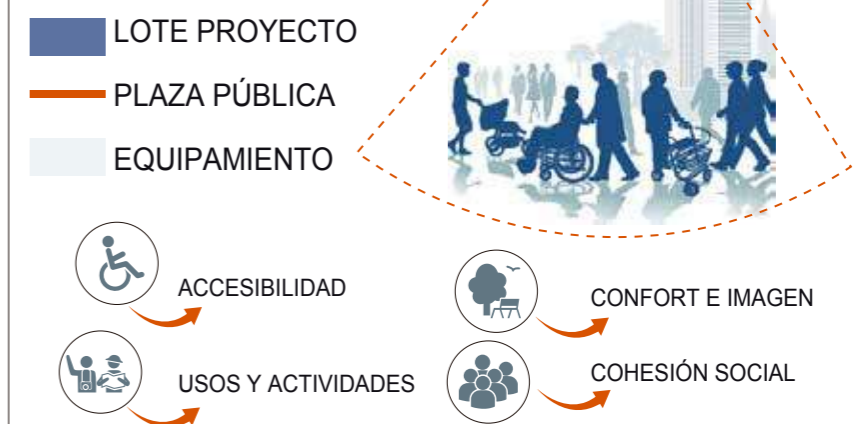 LOTE PROYECTO
PLAZA PÚBLICA
EQUIPAMIENTO
ACCESIBILIDAD
CONFORT E IMAGEN
USOS Y ACTIVIDADES
COHESIÓN SOCIAL